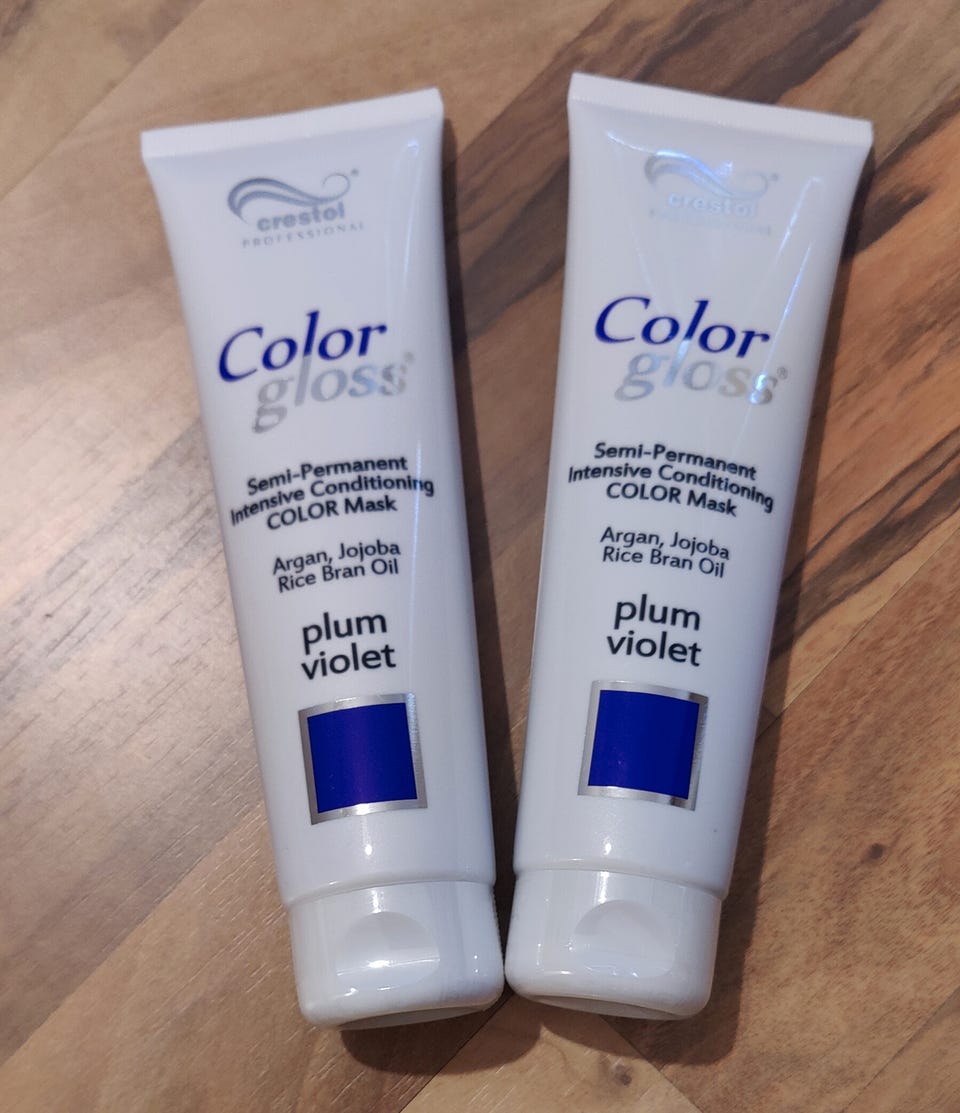 crestol®
PROFESSIONAL
Color
gloss®
Semi-Permanent
Intensive Conditioning
COLOR Mask
Argan, Jojoba
Rice Bran Oil
plum
violet
crestol®
PROFESSIONAL
Color
gloss®
Semi-Permanent
Intensive Conditioning
COLOR Mask
Argan, Jojoba
Rice Bran Oil
plum
violet